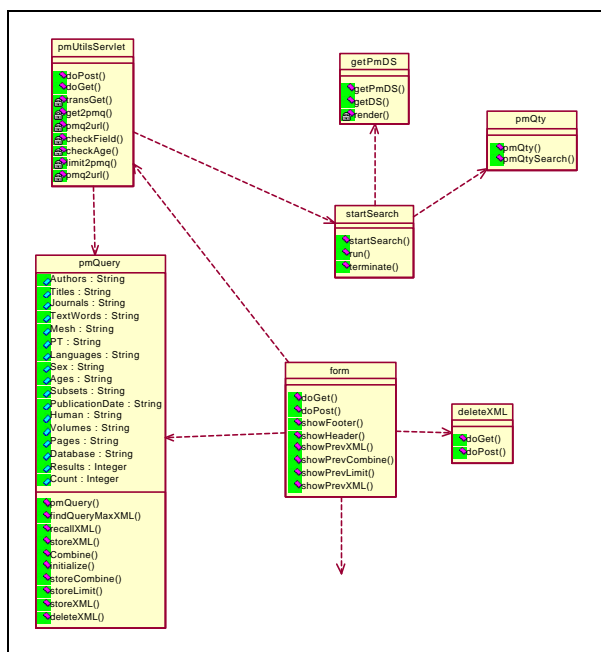 pmUtilsServlet
doPost()
doGet()
transGet()
get2pmq()
pmq2url()
checkField()
checkAge()
limit2pmq()
pmq2url()
getPmDS
getPmDS()
getDS()
render()
pmQty
pmQty()
pmQtySearch()
startSearch
startSearch()
run()
terminate()
pmQuery
Authors : String
Titles : String
Journals : String
TextWords : String
Mesh : String
PT : String
Languages : String
Sex : String
Ages : String
Subsets : String
PublicationDate : String
Human : String
Volumes : String
Pages : String
Database : String
Results : Integer
Count : Integer
pmQuery()
findQueryMaxXML()
recallXML()
storeXML()
Combine()
initialize()
storeCombine()
storeLimit()
storeXML()
deleteXML()
form
doGet()
doPost()
showFooter()
showHeader()
showPrevXML()
showPrevCombine()
showPrevLimit()
showPrevXML()
deleteXML
doGet()
doPost()